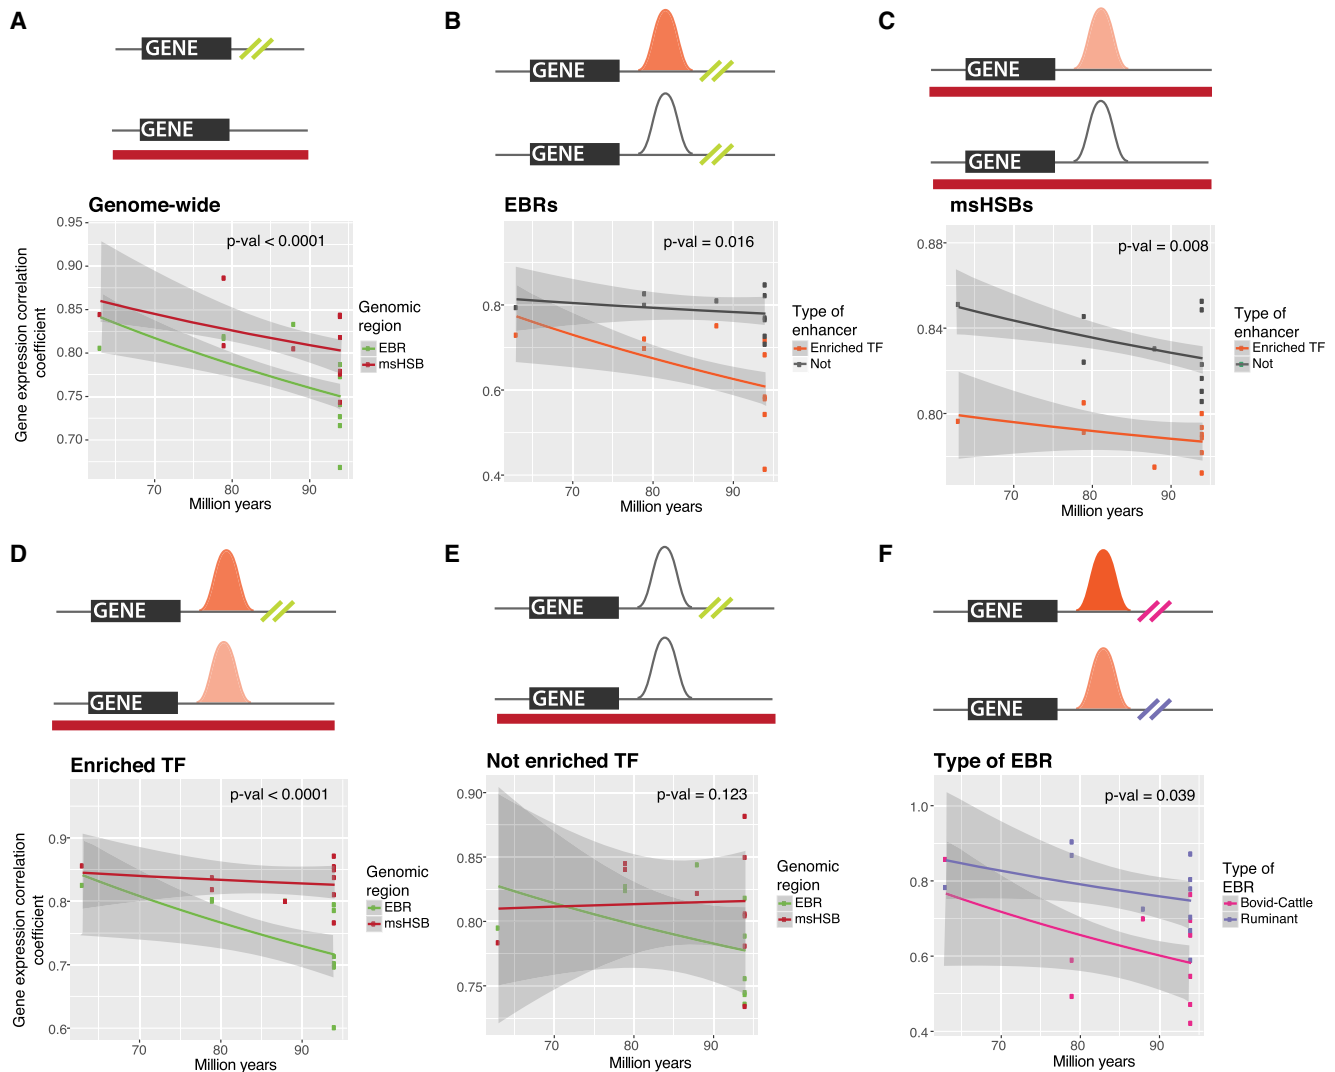 A
GENE
GENE
Genome-wide
p-val < 0.0001
0.95
0.90
0.85
0.80
0.75
0.70
Gene expression correlation
coefficient
70
80
90
Million years
Genomic
region
EBR
msHSB
B
GENE
GENE
EBRs
p-val = 0.016
0.8
0.6
0.4
70
80
90
Million years
Type of
enhancer
Enriched TF
Not
C
GENE
GENE
msHSBs
p-val = 0.008
0.88
0.84
0.80
70
80
90
Million years
Type of
enhancer
Enriched TF
Not
D
GENE
GENE
Enriched TF
p-val < 0.0001
0.9
0.8
0.7
0.6
Gene expression correlation
coefficient
70
80
90
Million years
Genomic
region
EBR
msHSB
E
GENE
GENE
Not enriched TF
p-val = 0.123
0.90
0.85
0.80
0.75
70
80
90
Million years
Genomic
region
EBR
msHSB
F
GENE
GENE
Type of EBR
p-val = 0.039
1.0
0.8
0.6
0.4
70
80
90
Million years
Type of
EBR
Bovid-Cattle
Ruminant